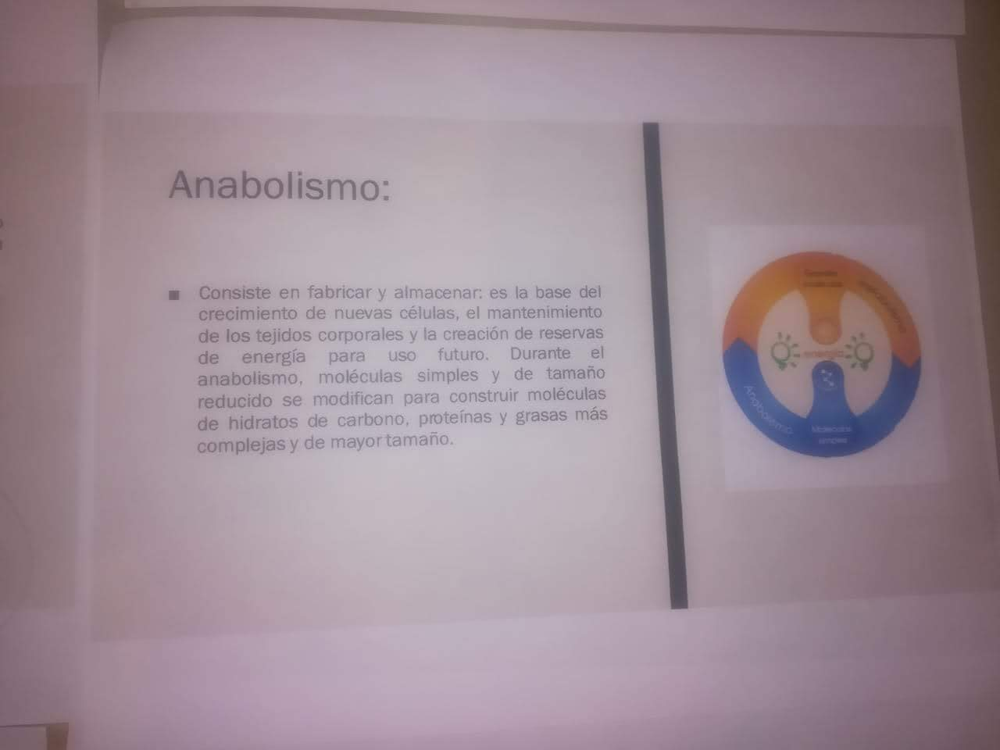 Anabolismo:
■ Consiste en fabricar y almacenar: es la base del
crecimiento de nuevas células, el mantenimiento
de los tejidos corporales y la creación de reservas
de energía para uso futuro. Durante el
anabolismo, moléculas simples y de tamaño
reducido se modifican para construir moléculas
de hidratos de carbono, proteínas y grasas más
complejas y de mayor tamaño.
energía
Anabolismo
simples